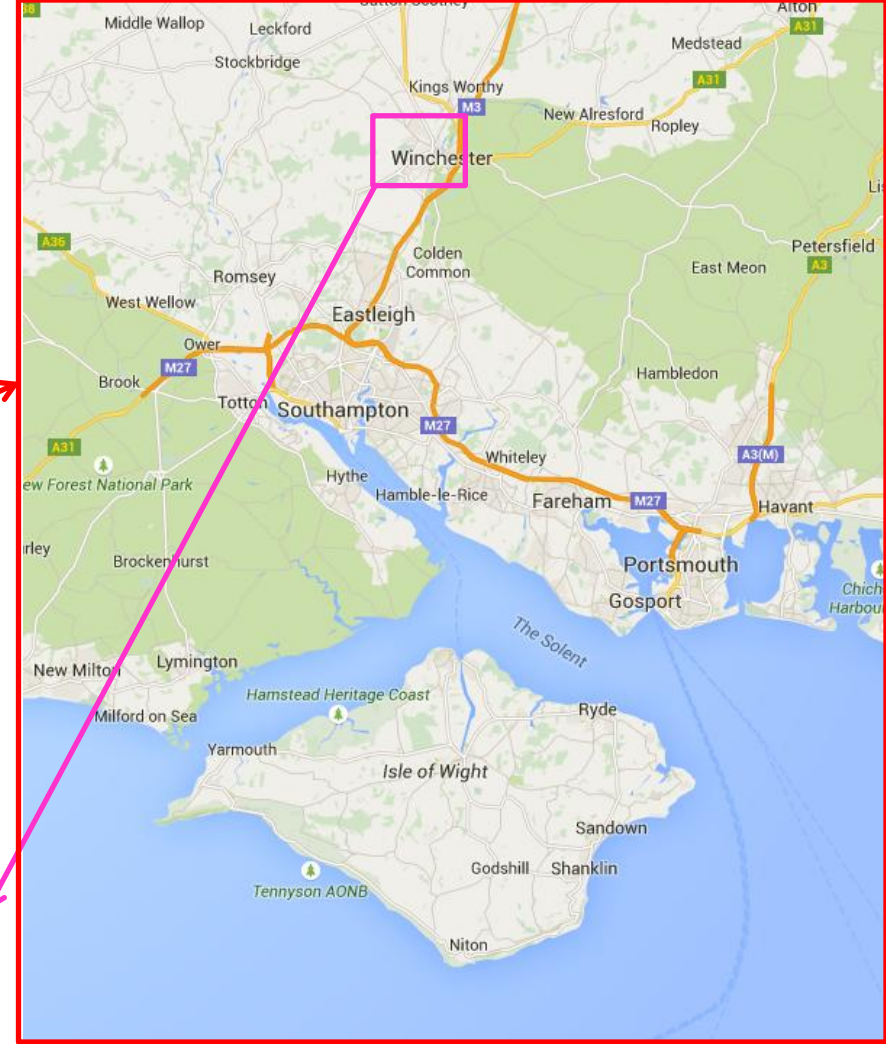 Middle Wallop
Leckford
Alton
A31
Medstead
Stockbridge
A31
Kings Worthy
M3
New Alresford
Ropley
Winchester
A36
Colden
Common
Petersfield
A3
East Meon
Romsey
West Wellow
Eastleigh
Ower
M27
Brook
Hambledon
Totton
Southampton
M27
A31
Whiteley
A3(M)
Hythe
ew Forest National Park
Hamble-le-Rice
Fareham
M27
Havant
rley
Brockenhurst
Portsmouth
Chich
Harbou
Gosport
The Solent
New Milton
Lymington
Hamstead Heritage Coast
Milford on Sea
Ryde
Yarmouth
Isle of Wight
Sandown
Godshill
Shanklin
Tennyson AONB
Niton